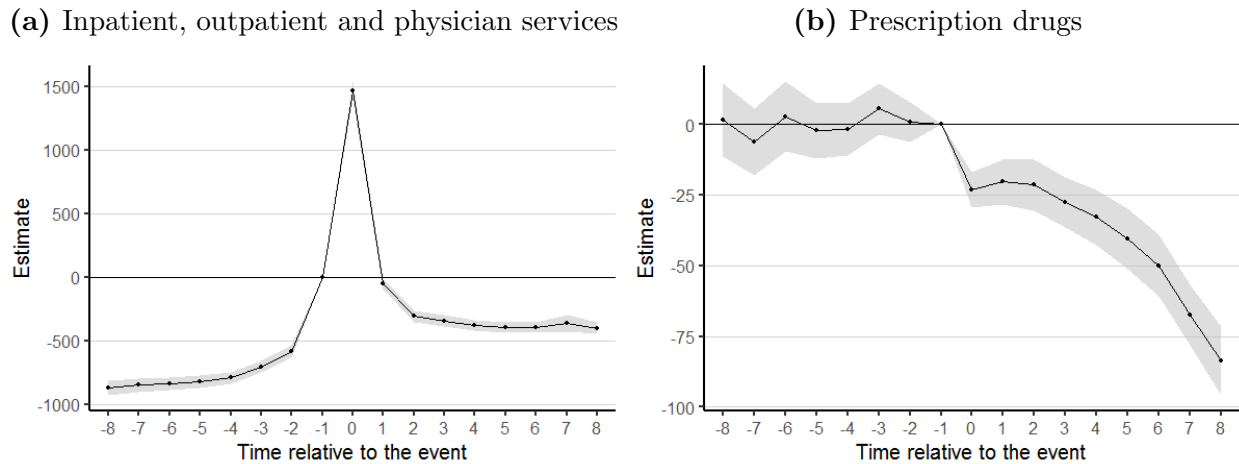 (a) Inpatient, outpatient and physician services
1500
1000
500
0
-500
-1000
Estimate
-8 -7 -6 -5 -4 -3 -2 -1 0 1 2 3 4 5 6 7 8
Time relative to the event
(b) Prescription drugs
0
-25
-50
-75
-100
Estimate
-8 -7 -6 -5 -4 -3 -2 -1 0 1 2 3 4 5 6 7 8
Time relative to the event